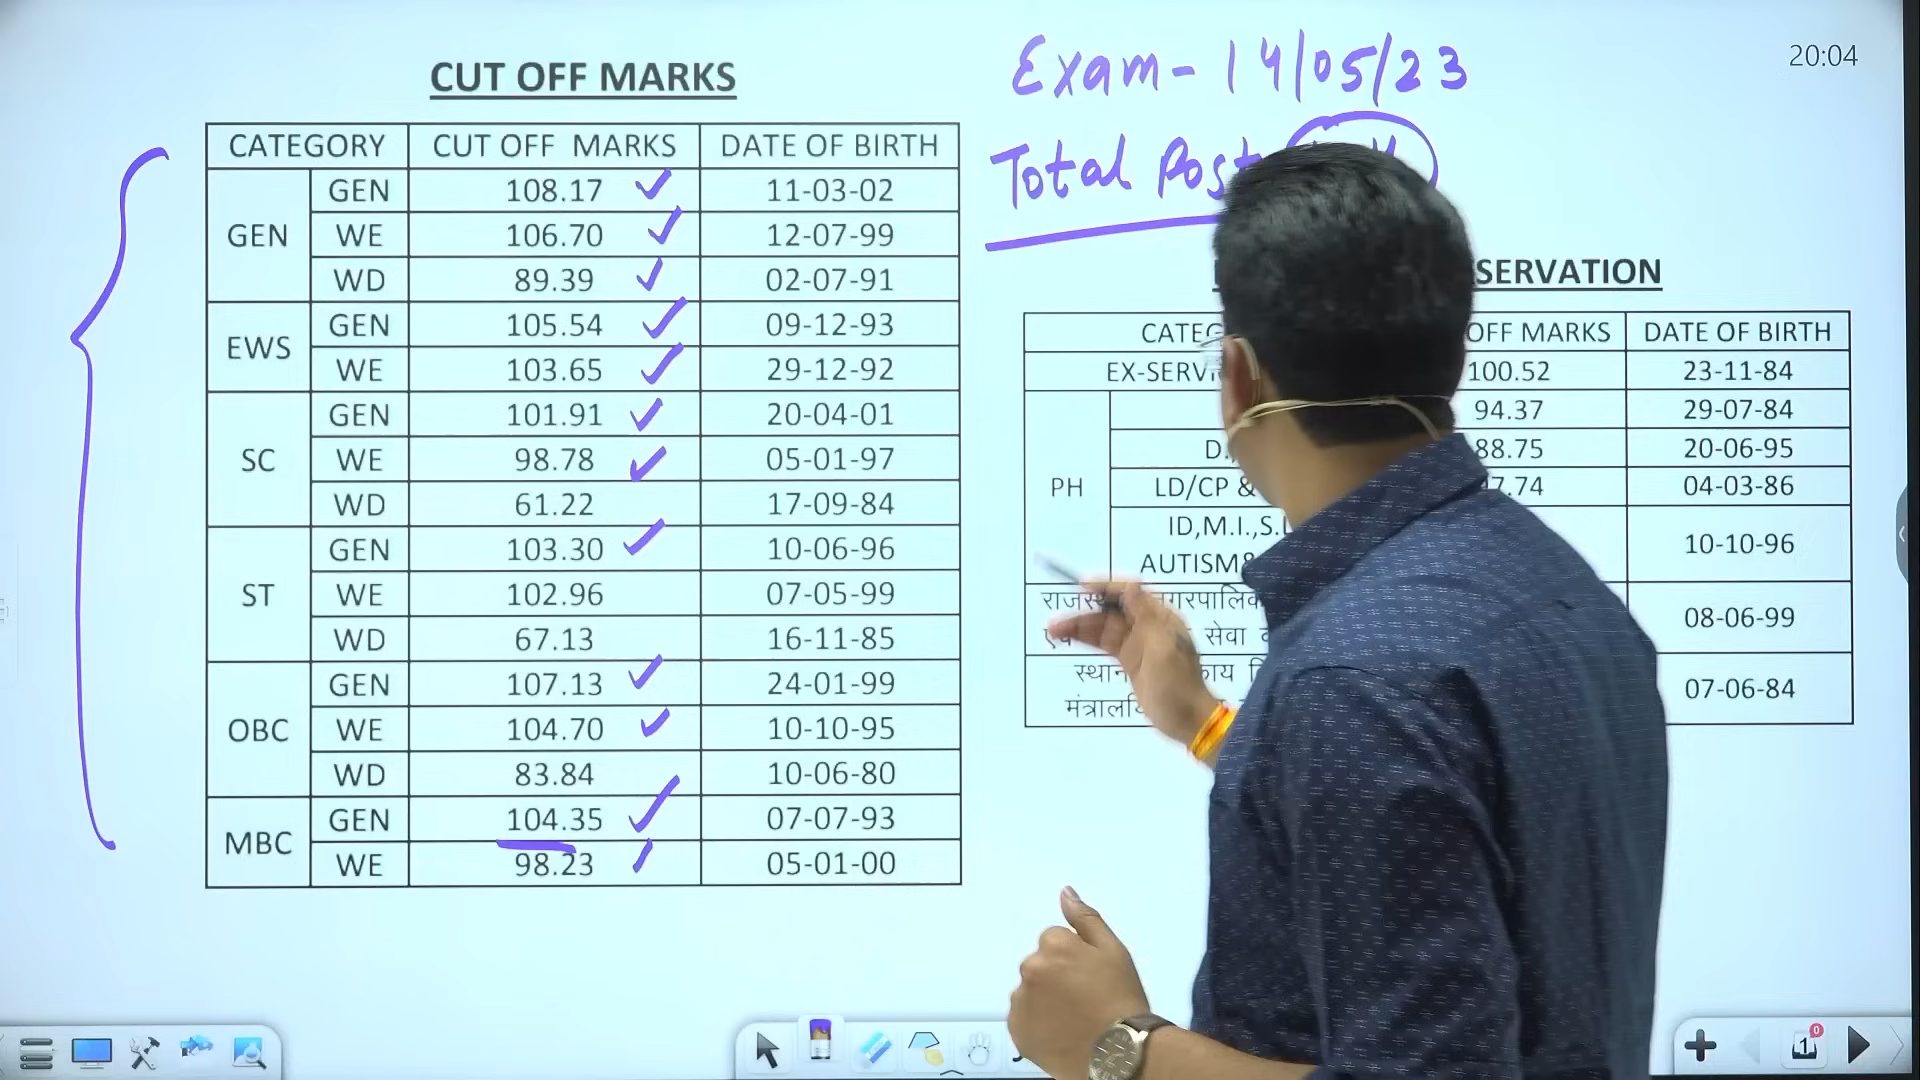 Exam - 14/05/23
20:04
Total Post
CUT OFF MARKS
CATEGORY CUT OFF MARKS DATE OF BIRTH
GEN GEN 108.17 11-03-02
WE 106.70 12-07-99
WD 89.39 02-07-91
EWS GEN 105.54 09-12-93
WE 103.65 29-12-92
SC GEN 101.91 20-04-01
WE 98.78 05-01-97
WD 61.22 17-09-84
ST GEN 103.30 10-06-96
WE 102.96 07-05-99
WD 67.13 16-11-85
OBC GEN 107.13 24-01-99
WE 104.70 10-10-95
WD 83.84 10-06-80
MBC GEN 104.35 07-07-93
WE 98.23 05-01-00
SERVATION
CATEG OFF MARKS DATE OF BIRTH
EX-SERVI 100.52 23-11-84
94.37 29-07-84
D. 88.75 20-06-95
PH LD/CP & 7.74 04-03-86
ID,M.I.,S.
AUTISM& 10-10-96
08-06-99
सेवा
07-06-84
1
0